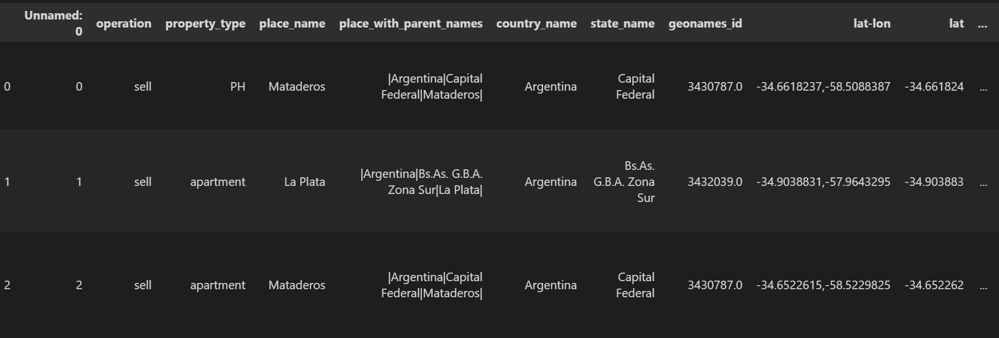 Unnamed: 0 operation property_type place_name place_with_parent_names country_name state_name geonames_id lat-lon lat ...
0 0 sell PH Mataderos |Argentina|Capital Federal|Mataderos| Argentina Capital Federal 3430787.0 -34.6618237,-58.5088387 -34.661824 ...
1 1 sell apartment La Plata |Argentina|Bs.As. G.B.A. Zona Sur|La Plata| Argentina Bs.As. G.B.A. Zona Sur 3432039.0 -34.9038831,-57.9643295 -34.903883 ...
2 2 sell apartment Mataderos |Argentina|Capital Federal|Mataderos| Argentina Capital Federal 3430787.0 -34.6522615,-58.5229825 -34.652262 ...